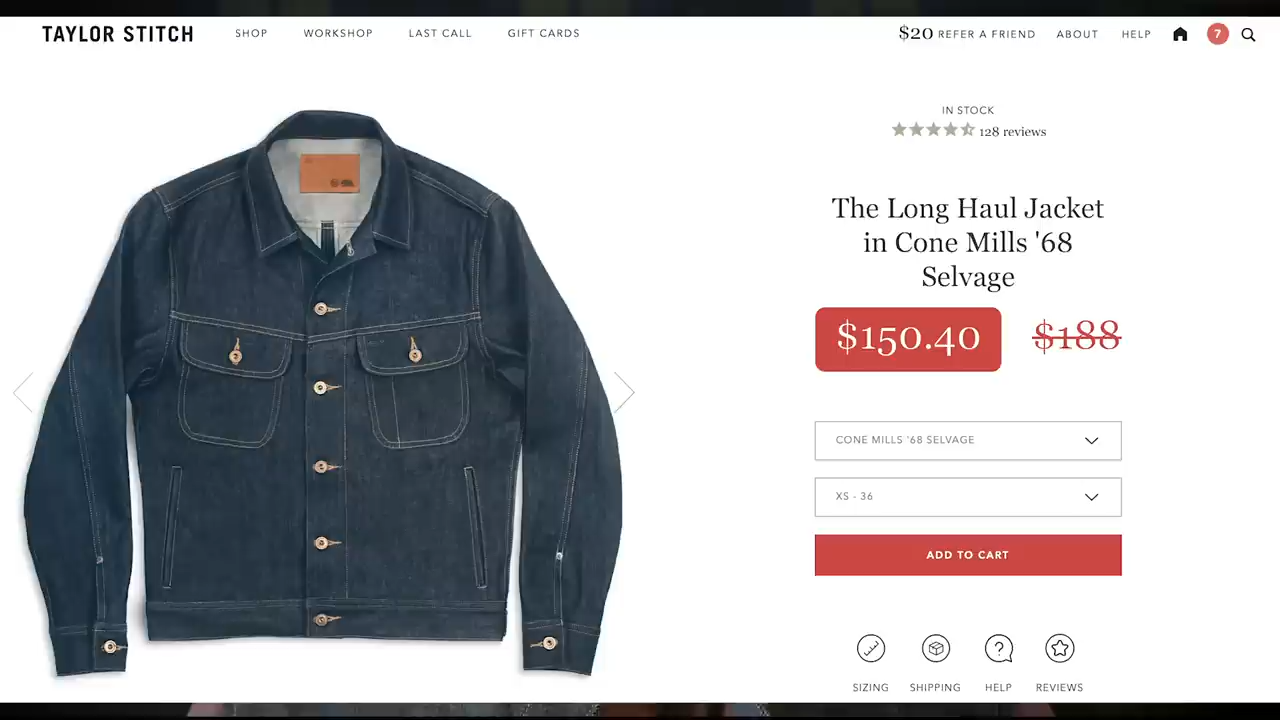 TAYLOR STITCH
SHOP
WORKSHOP
LAST CALL
GIFT CARDS
$20 REFER A FRIEND
ABOUT
HELP
7
IN STOCK
128 reviews
The Long Haul Jacket
in Cone Mills '68
Selvage
$150.40
$188
CONE MILLS '68 SELVAGE
XS - 36
ADD TO CART
?
SIZING
SHIPPING
HELP
REVIEWS